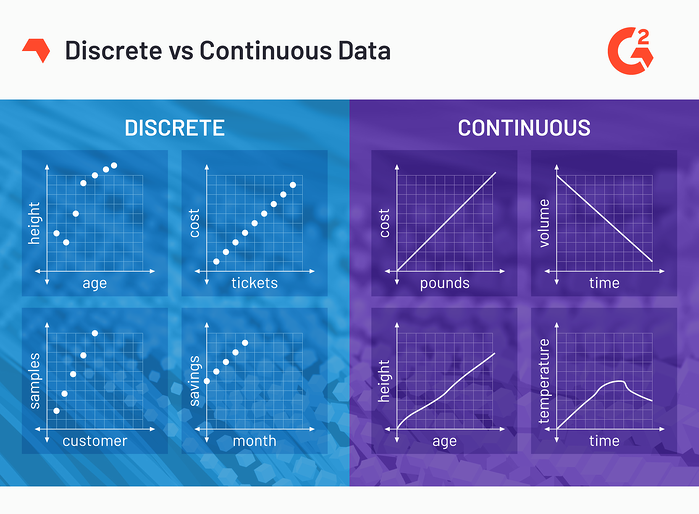 Discrete vs Continuous Data
G2
DISCRETE
CONTINUOUS
height
age
cost
tickets
cost
pounds
volume
time
samples
customer
savings
month
height
age
temperature
time